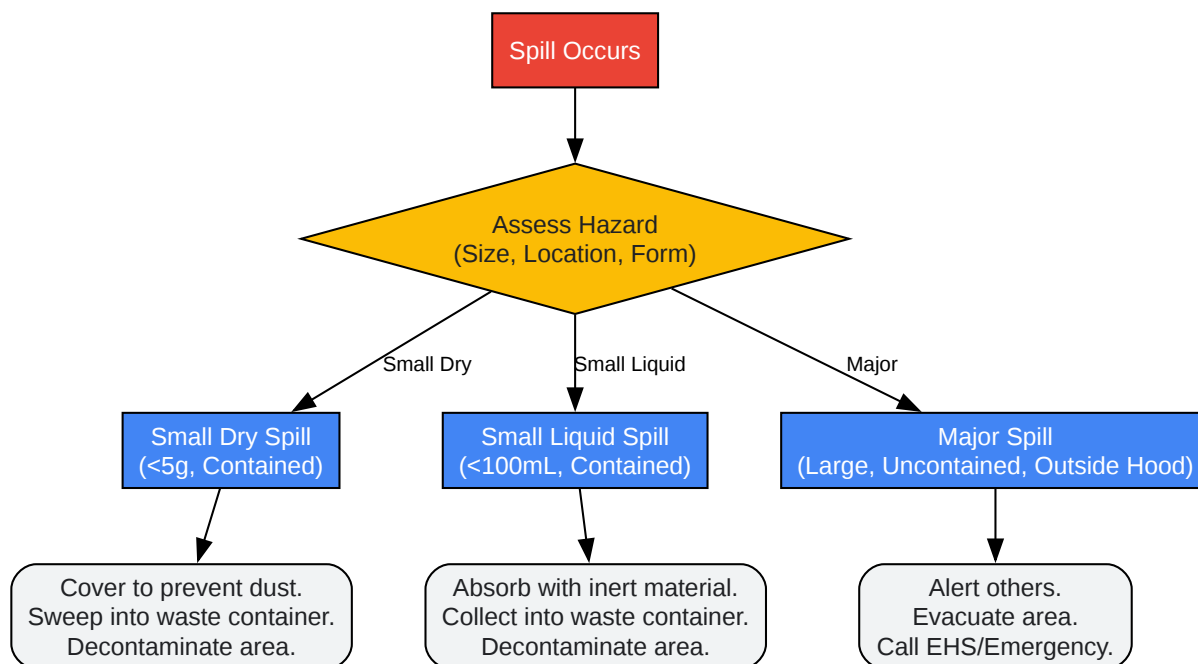 Spill Occurs
Assess Hazard
(Size, Location, Form)
Small Dry
Small Liquid
Major
Small Dry Spill
(<5g, Contained)
Small Liquid Spill
(<100mL, Contained)
Major Spill
(Large, Uncontained, Outside Hood)
Cover to prevent dust.
Sweep into waste container.
Decontaminate area.
Absorb with inert material.
Collect into waste container.
Decontaminate area.
Alert others.
Evacuate area.
Call EHS/Emergency.